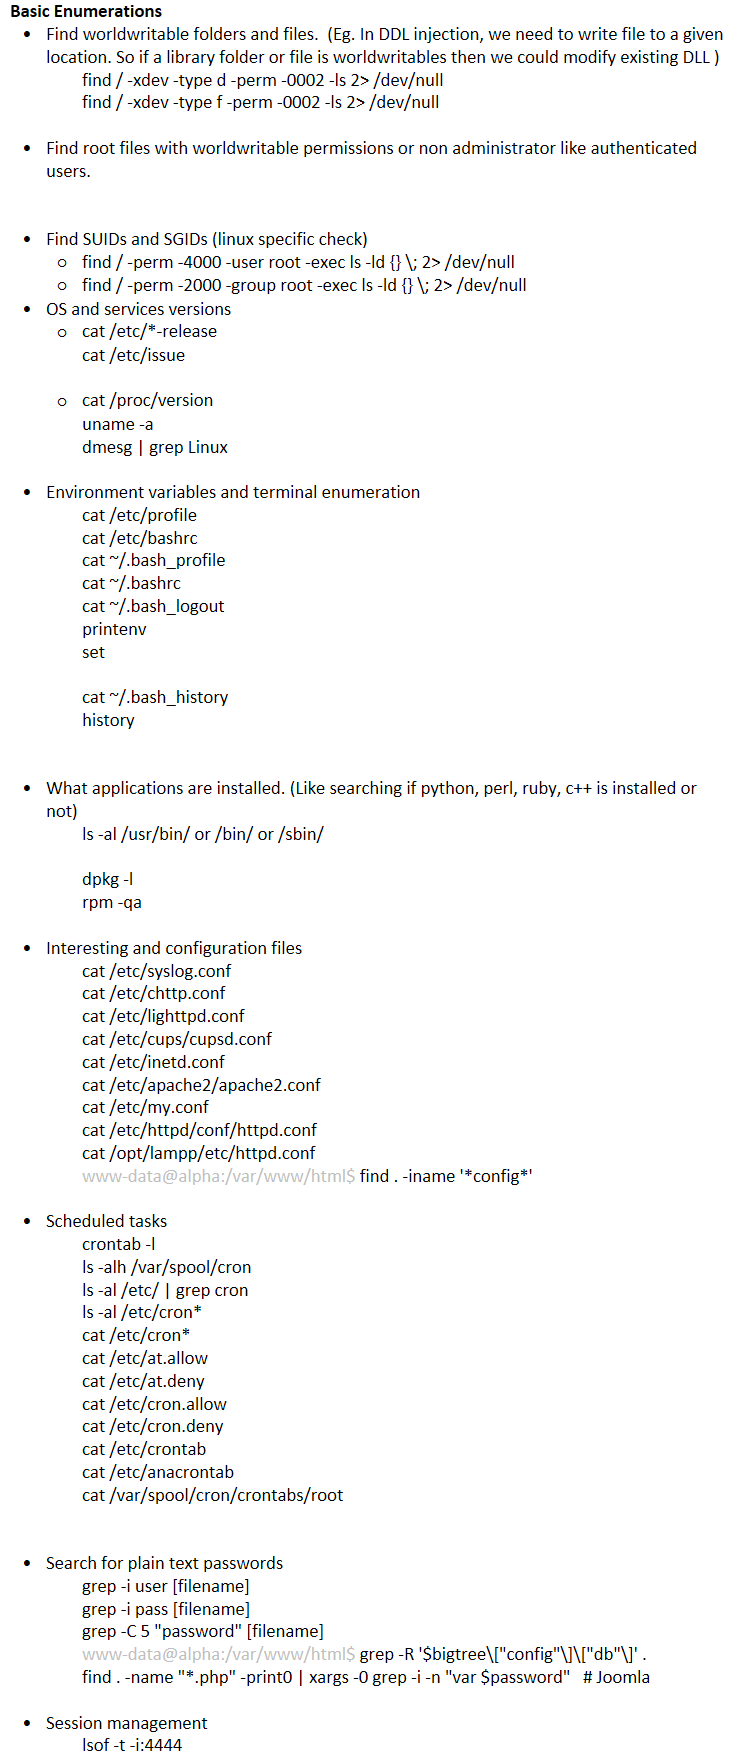 Basic Enumerations
• Find worldwritable folders and files.  (Eg. In DDL injection, we need to write file to a given
location. So if a library folder or file is worldwritables then we could modify existing DLL )
find / -xdev -type d -perm -0002 -ls 2> /dev/null
find / -xdev -type f -perm -0002 -ls 2> /dev/null
• Find root files with worldwritable permissions or non administrator like authenticated
users.
• Find SUIDs and SGIDs (linux specific check)
○ find / -perm -4000 -user root -exec ls -ld {} \; 2> /dev/null
○ find / -perm -2000 -group root -exec ls -ld {} \; 2> /dev/null
• OS and services versions
○ cat /etc/*-release
cat /etc/issue
○ cat /proc/version
uname -a
dmesg | grep Linux
• Environment variables and terminal enumeration
cat /etc/profile
cat /etc/bashrc
cat ~/.bash_profile
cat ~/.bashrc
cat ~/.bash_logout
printenv
set
cat ~/.bash_history
history
• What applications are installed. (Like searching if python, perl, ruby, c++ is installed or
not)
ls -al /usr/bin/ or /bin/ or /sbin/
dpkg -l
rpm -qa
• Interesting and configuration files
cat /etc/syslog.conf
cat /etc/chttp.conf
cat /etc/lighttpd.conf
cat /etc/cups/cupsd.conf
cat /etc/inetd.conf
cat /etc/apache2/apache2.conf
cat /etc/my.conf
cat /etc/httpd/conf/httpd.conf
cat /opt/lampp/etc/httpd.conf
www-data@alpha:/var/www/html$ find . -iname '*config*'
• Scheduled tasks
crontab -l
ls -alh /var/spool/cron
ls -al /etc/ | grep cron
ls -al /etc/cron*
cat /etc/cron*
cat /etc/at.allow
cat /etc/at.deny
cat /etc/cron.allow
cat /etc/cron.deny
cat /etc/crontab
cat /etc/anacrontab
cat /var/spool/cron/crontabs/root
• Search for plain text passwords
grep -i user [filename]
grep -i pass [filename]
grep -C 5 "password" [filename]
www-data@alpha:/var/www/html$ grep -R '$bigtree\["config"\]\["db"\]' .
find . -name "*.php" -print0 | xargs -0 grep -i -n "var $password"   # Joomla
• Session management
lsof -t -i:4444